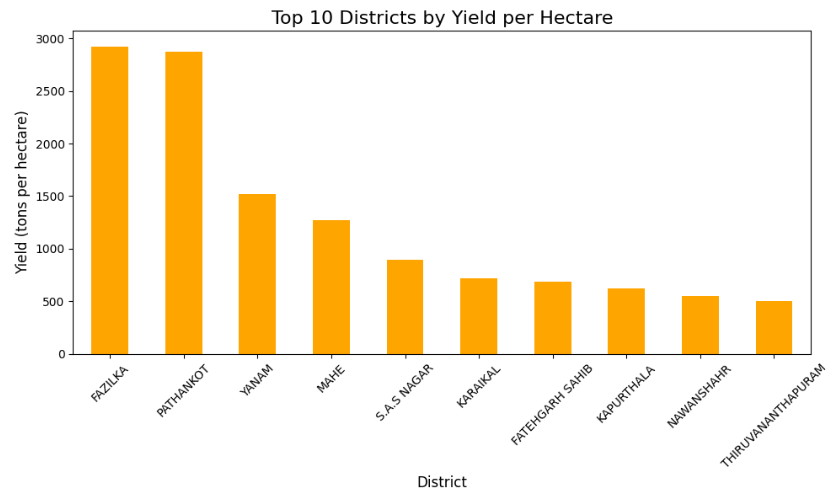 Top 10 Districts by Yield per Hectare
Yield (tons per hectare)
3000
2500
2000
1500
1000
500
0
FAZILKA
PATHANKOT
YANAM
MAHE
S.A.S NAGAR
KARAIKAL
FATEHGARH SAHIB
KAPURTHALA
NAWANSHAHR
THIRUVANANTHAPURAM
District